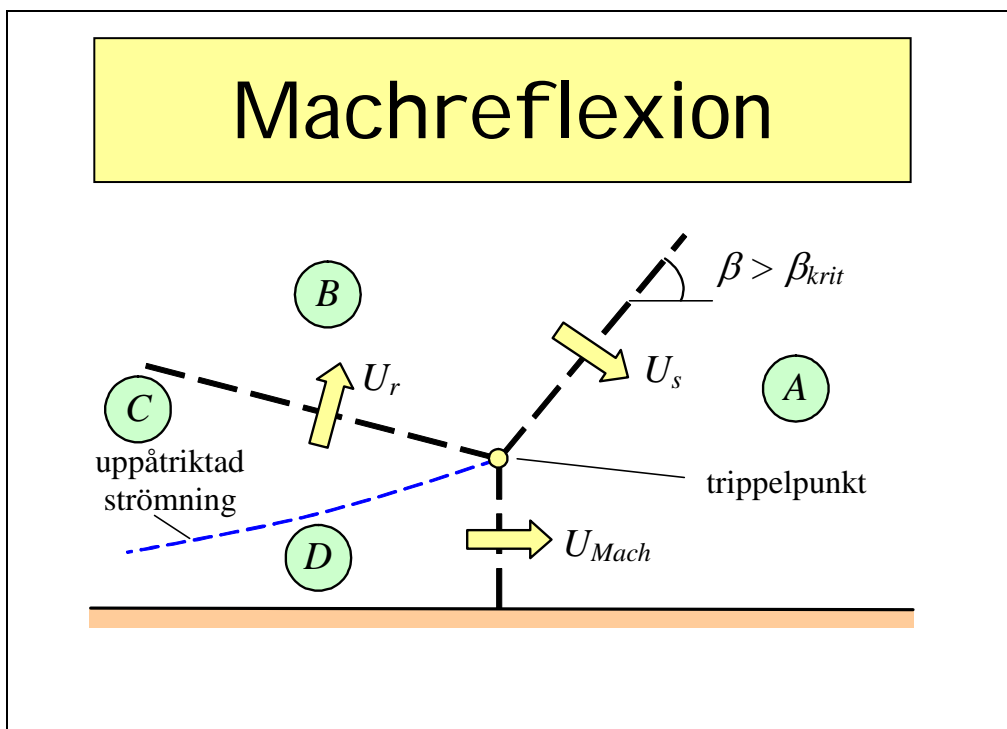 Machreflexion
β > βkrit
B
A
Ur
Us
C
uppåtriktad
strömning
trippelpunkt
UMach
D